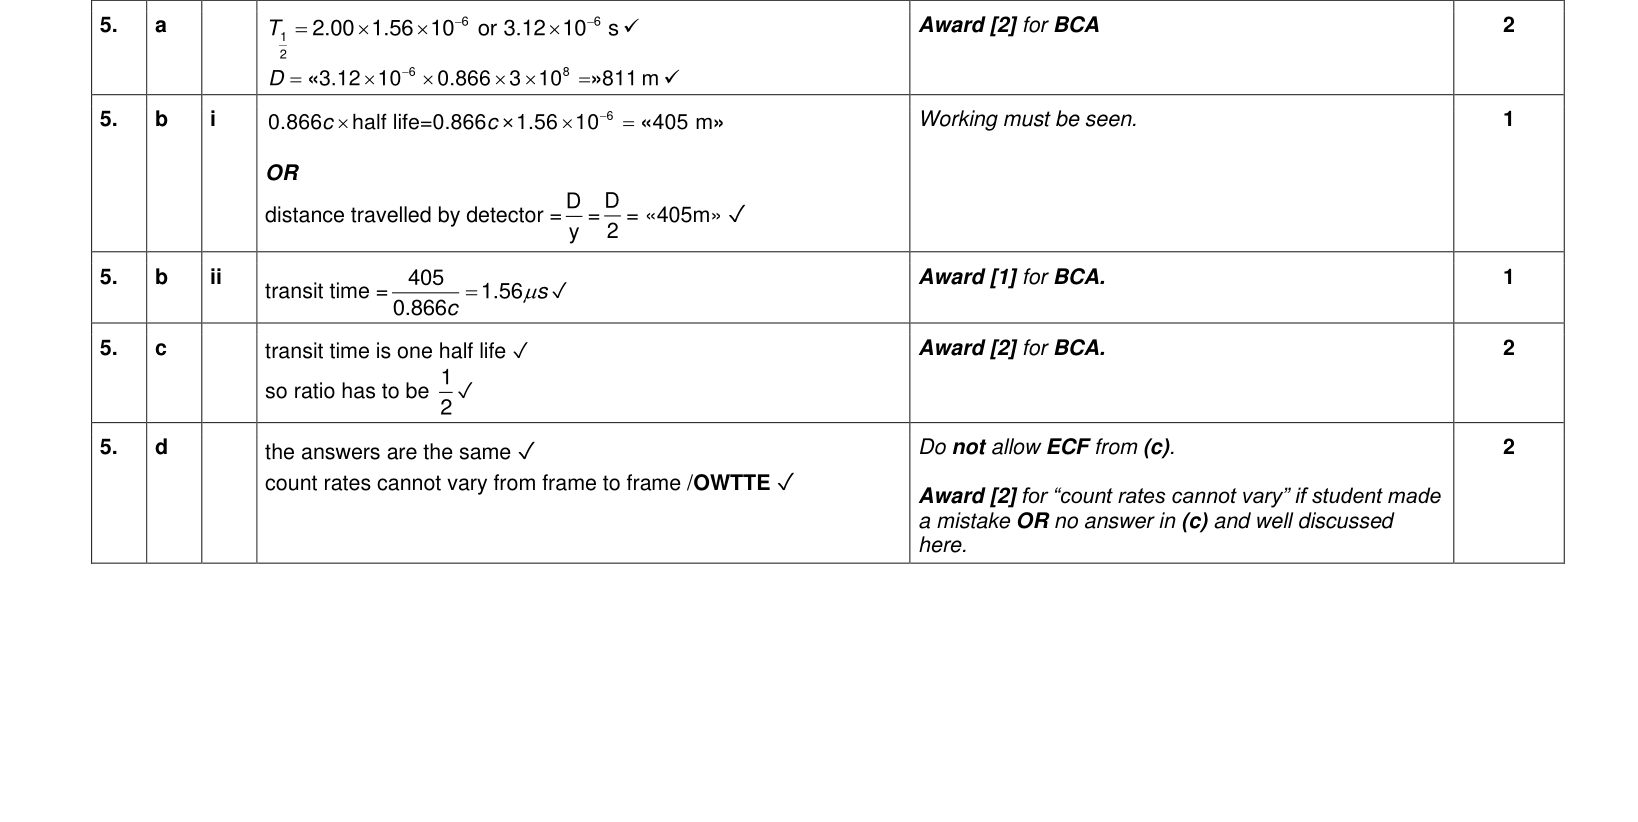 5. a T½ = 2.00×1.56×10⁻⁶ or 3.12×10⁻⁶ s ✓ Award [2] for BCA 2
D = «3.12×10⁻⁶ ×0.866×3×10⁸ =»811 m ✓
5. b i 0.866c × half life=0.866c×1.56×10⁻⁶ = «405 m» Working must be seen. 1
OR
distance travelled by detector = D/y = D/2 = «405m» ✓
5. b ii transit time = 405/0.866c = 1.56μs ✓ Award [1] for BCA. 1
5. c transit time is one half life ✓ Award [2] for BCA. 2
so ratio has to be 1/2 ✓
5. d the answers are the same ✓ Do not allow ECF from (c). 2
count rates cannot vary from frame to frame /OWTTE ✓
Award [2] for “count rates cannot vary” if student made
a mistake OR no answer in (c) and well discussed
here.